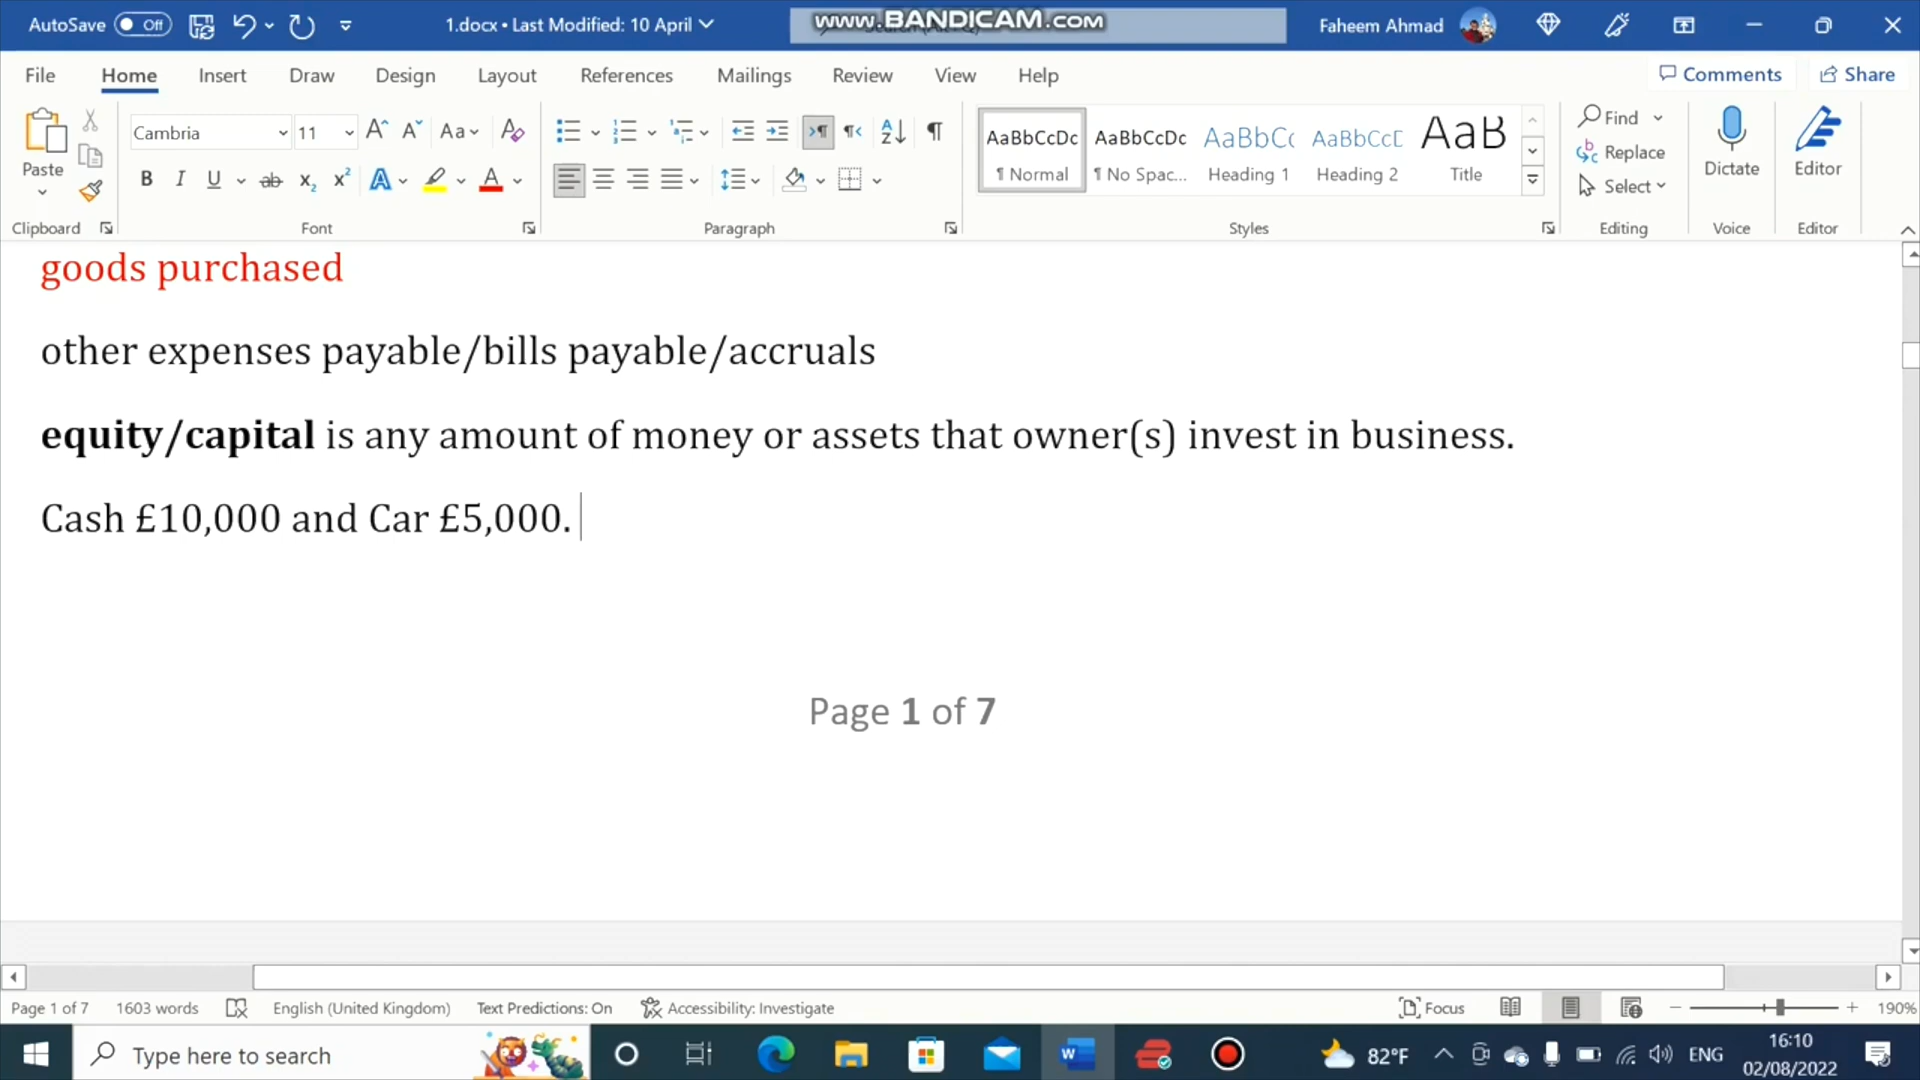 AutoSave Off 1.docx • Last Modified: 10 April www.BANDICAM.com Faheem Ahmad
File Home Insert Draw Design Layout References Mailings Review View Help Comments Share
Paste Cambria 11 Aa AaBbCcDc AaBbCcDc AaBbCc AaBbCcD AaB Find Replace Select Dictate Editor
¶ Normal ¶ No Spac... Heading 1 Heading 2 Title
Clipboard Font Paragraph Styles Editing Voice Editor
goods purchased
other expenses payable/bills payable/accruals
equity/capital is any amount of money or assets that owner(s) invest in business.
Cash £10,000 and Car £5,000.
Page 1 of 7
Page 1 of 7 1603 words English (United Kingdom) Text Predictions: On Accessibility: Investigate Focus 190%
Type here to search 82°F ENG 16:10
02/08/2022